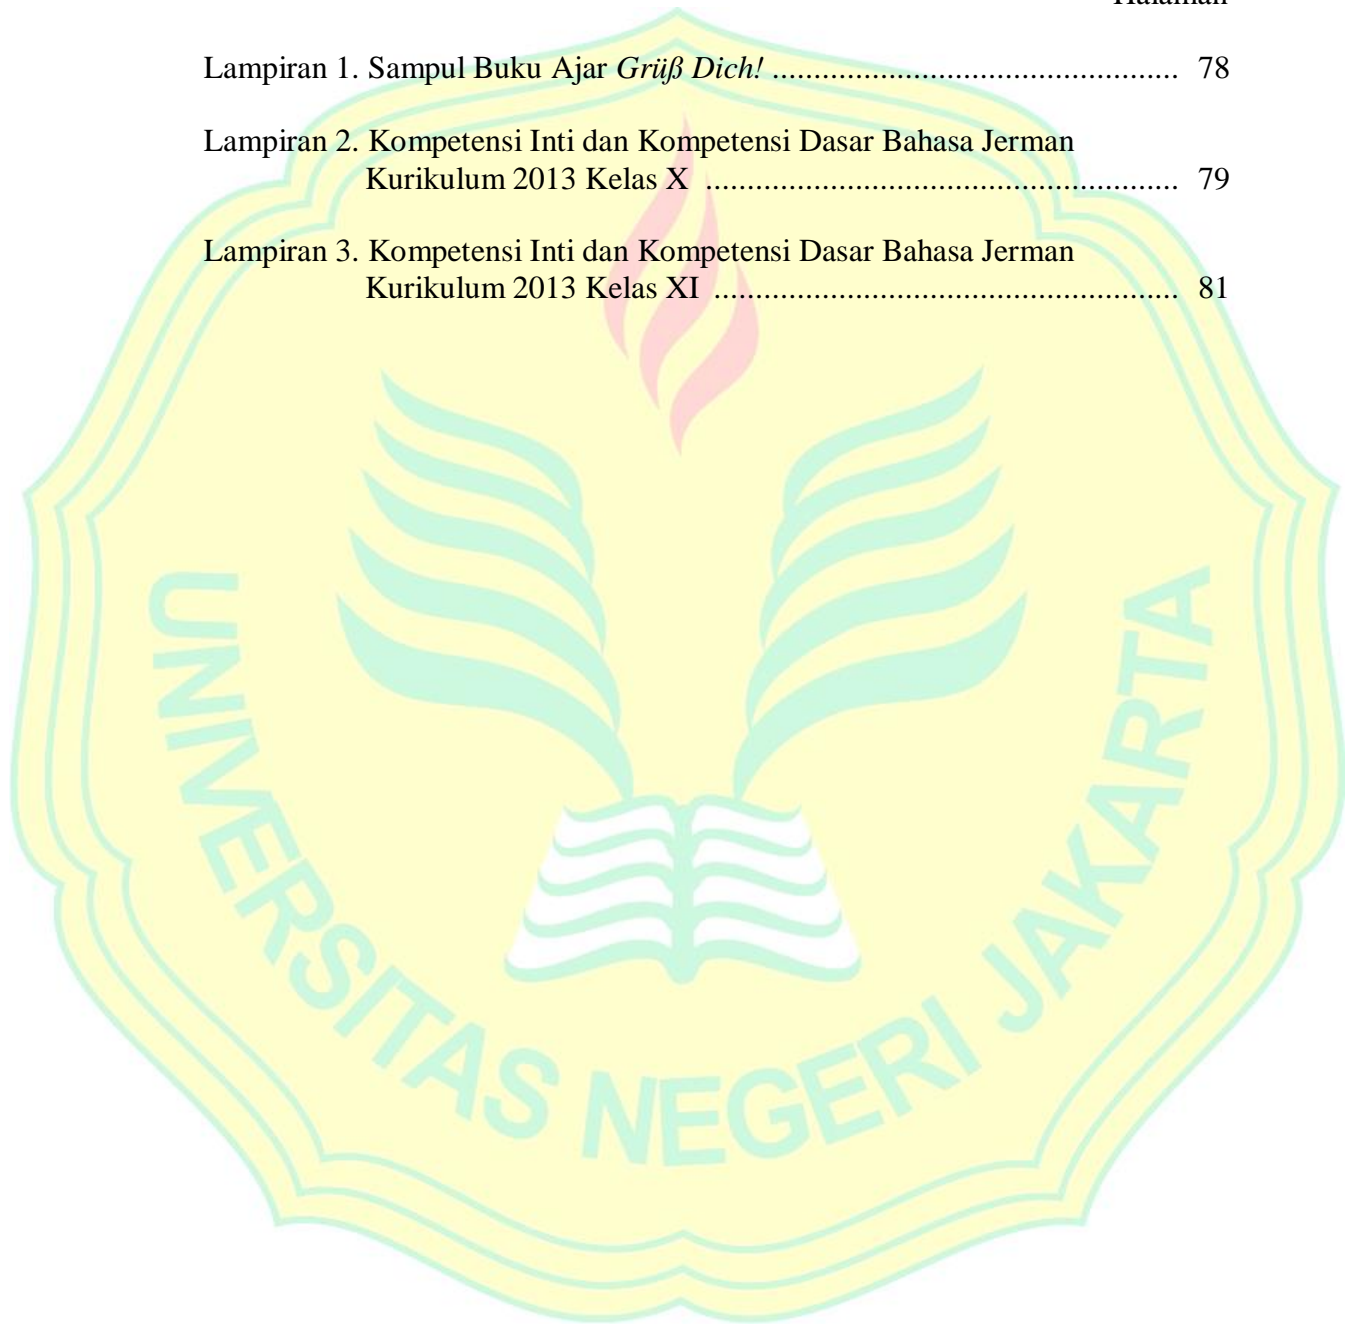 Halaman
Lampiran 1. Sampul Buku Ajar Grüß Dich! ................................................. 78
Lampiran 2. Kompetensi Inti dan Kompetensi Dasar Bahasa Jerman
Kurikulum 2013 Kelas X ......................................................... 79
Lampiran 3. Kompetensi Inti dan Kompetensi Dasar Bahasa Jerman
Kurikulum 2013 Kelas XI ........................................................ 81
UNIVERSITAS NEGERI JAKARTA